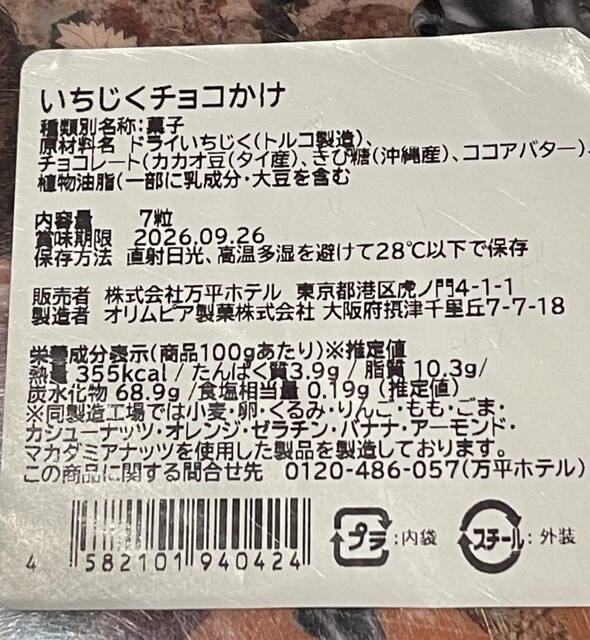 いちじくチョコかけ
種類別名称:菓子
原材料名 ドライいちじく(トルコ製造)、
チョコレート(カカオ豆(タイ産)、きび糖(沖縄産)、ココアバター)、
植物油脂(一部に乳成分・大豆を含む
内容量 7粒
賞味期限 2026.09.26
保存方法 直射日光、高温多湿を避けて28℃以下で保存
販売者 株式会社万平ホテル 東京都港区虎ノ門4-1-1
製造者 オリムピア製菓株式会社 大阪府摂津千里丘7-7-18
栄養成分表示(商品100gあたり)※推定値
熱量 355kcal / たんぱく質3.9g / 脂質 10.3g/
炭水化物 68.9g /食塩相当量 0.19g (推定値)
※同製造工場では小麦・卵・くるみ・りんご・もも・ごま・
カシューナッツ・オレンジ・ゼラチン・バナナ・アーモンド・
マカダミアナッツを使用した製品を製造しております。
この商品に関する問合せ先 0120-486-057(万平ホテル)
4 582101 940424
プラ:内袋 スチール:外装